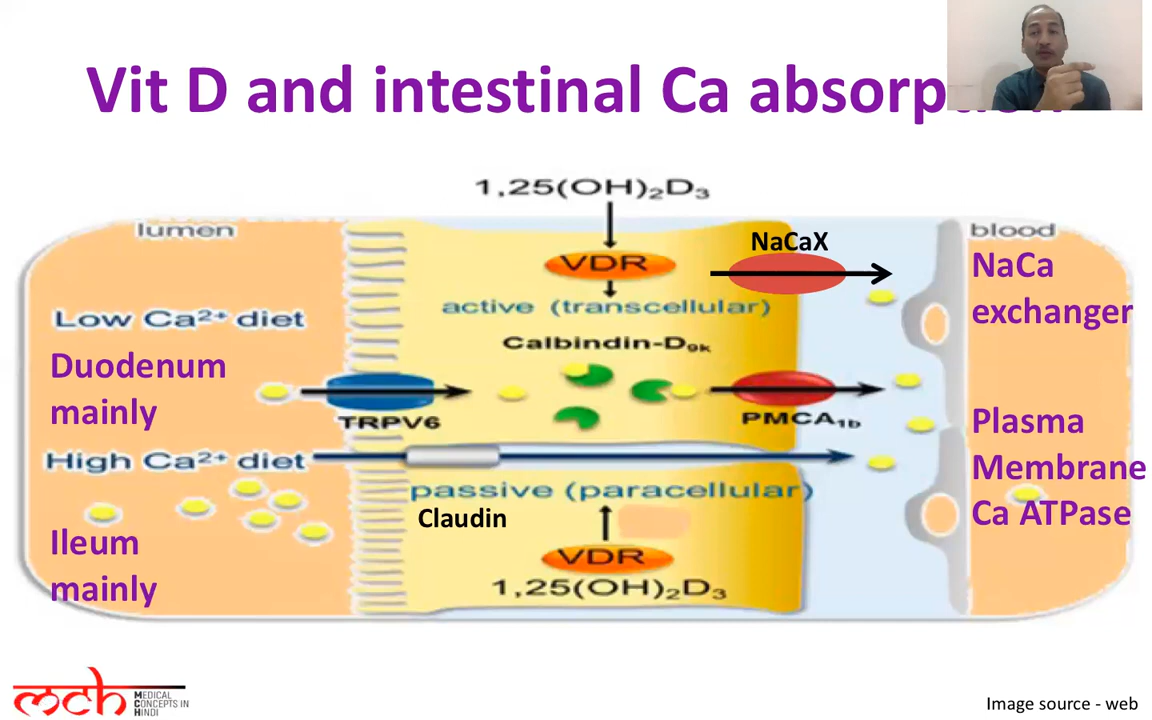 Vit D and intestinal Ca absorption
1,25(OH)₂D₃
lumen
NaCaX
blood
VDR
NaCa
exchanger
active (transcellular)
Low Ca²⁺ diet
Calbindin-D₉ₖ
Duodenum
mainly
TRPV6
PMCA₁b
Plasma
Membrane
Ca ATPase
High Ca²⁺ diet
passive (paracellular)
Claudin
Ileum
mainly
VDR
1,25(OH)₂D₃
mch
MEDICAL
CONCEPTS IN
HINDI
Image source - web